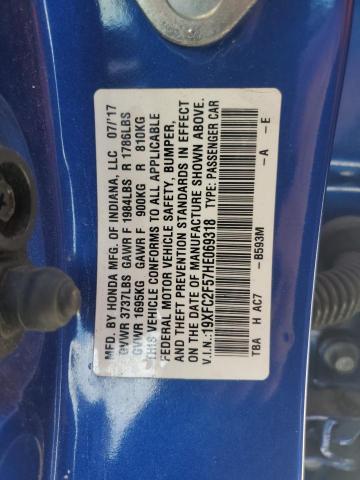 MFD. BY HONDA MFG. OF INDIANA, LLC 07/17
GVWR 3737LBS GAWR F 1984LBS R 1786LBS
GVWR 1695KG GAWR F 900KG R 810KG
THIS VEHICLE CONFORMS TO ALL APPLICABLE
FEDERAL MOTOR VEHICLE SAFETY, BUMPER,
AND THEFT PREVENTION STANDARDS IN EFFECT
ON THE DATE OF MANUFACTURE SHOWN ABOVE.
V.I.N.:19XFC2F57HE069318 TYPE: PASSENGER CAR
TBA H AC7 -B593M -A -E